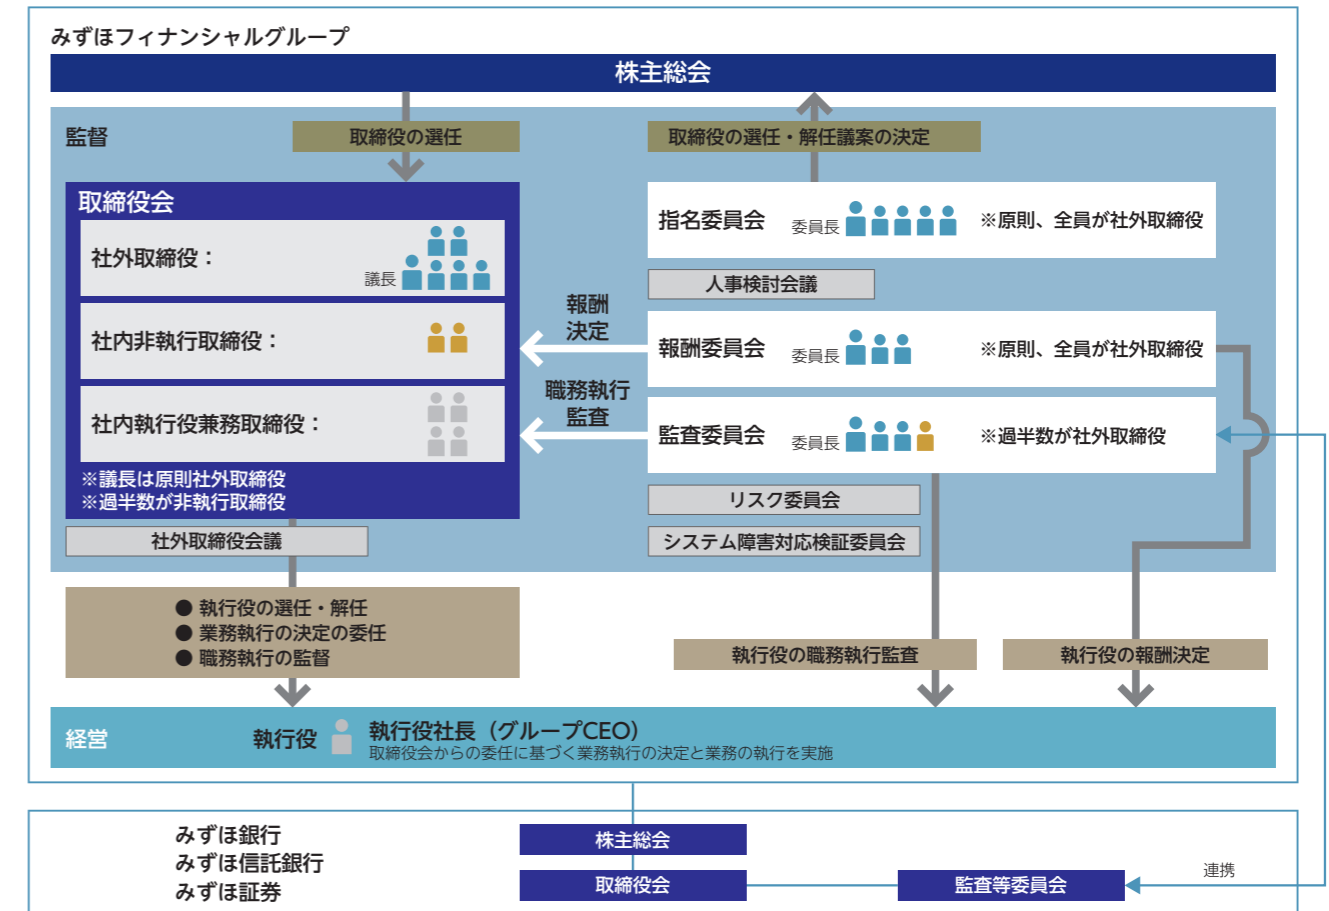 みずほフィナンシャルグループ
株主総会
監督
取締役の選任
取締役の選任・解任議案の決定
取締役会
社外取締役：
議長
社内非執行取締役：
社内執行役兼務取締役：
※議長は原則社外取締役
※過半数が非執行取締役
社外取締役会議
報酬
決定
職務執行
監査
指名委員会 委員長 ※原則、全員が社外取締役
人事検討会議
報酬委員会 委員長 ※原則、全員が社外取締役
監査委員会 委員長 ※過半数が社外取締役
リスク委員会
システム障害対応検証委員会
● 執行役の選任・解任
● 業務執行の決定の委任
● 職務執行の監督
執行役の職務執行監査
執行役の報酬決定
経営
執行役
執行役社長（グループCEO）
取締役会からの委任に基づく業務執行の決定と業務の執行を実施
みずほ銀行
みずほ信託銀行
みずほ証券
株主総会
取締役会
監査等委員会
連携